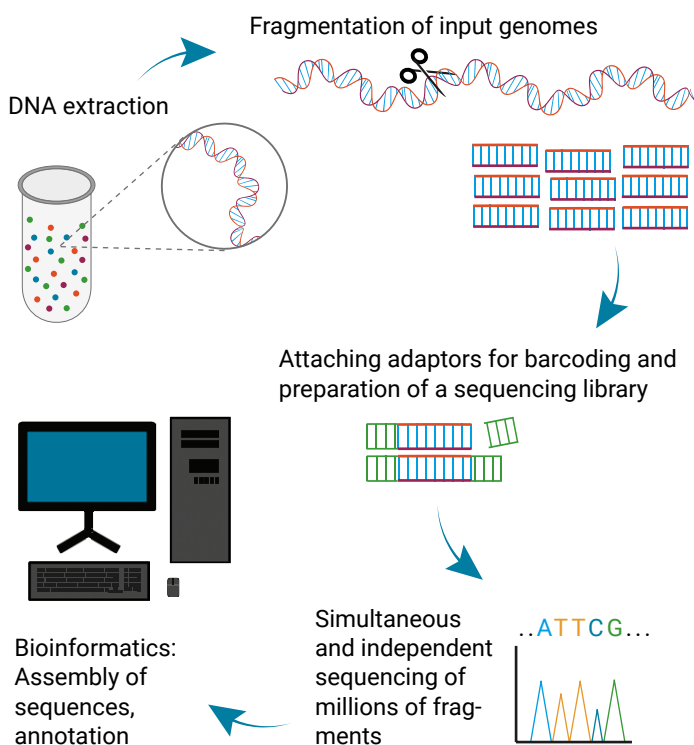 Fragmentation of input genomes
DNA extraction
Attaching adaptors for barcoding and
preparation of a sequencing library
Simultaneous
and independent
sequencing of
millions of frag-
ments
..ATTCG...
Bioinformatics:
Assembly of
sequences,
annotation